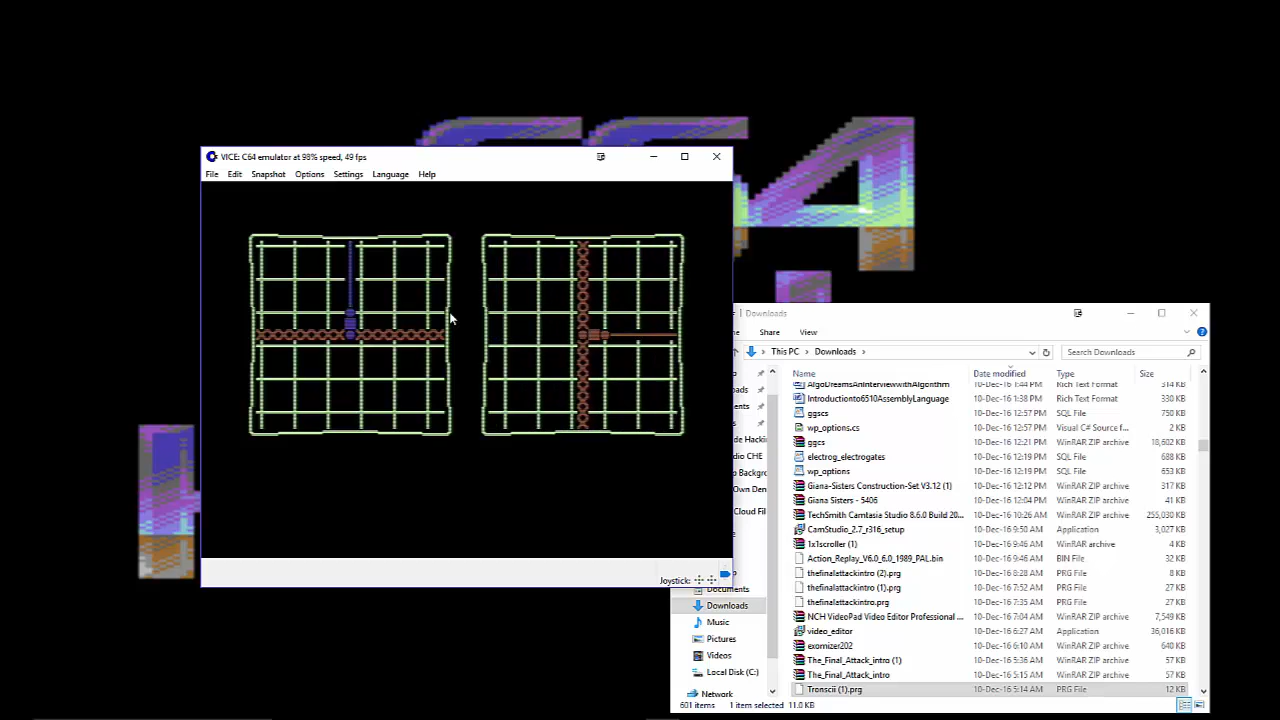 VICE: C64 emulator at 98% speed, 49 fps
File Edit Snapshot Options Settings Language Help
Joystick:
Downloads
Share View
This PC > Downloads >
Search Downloads
Name Date modified Type Size
AlgoDreamsAnInterviewwithAlgorithm 10-Dec-16 1:44 PM Rich Text Format 314 KB
Introductionto6510AssemblyLanguage 10-Dec-16 1:28 PM Rich Text Format 330 KB
ggscs 10-Dec-16 12:57 PM SQL File 750 KB
wp_options.cs 10-Dec-16 12:57 PM Visual C# Source f... 2 KB
ggcs 10-Dec-16 12:21 PM WinRAR ZIP archive 18,602 KB
electrog_electrogates 10-Dec-16 12:19 PM SQL File 688 KB
wp_options 10-Dec-16 12:19 PM SQL File 653 KB
Giana-Sisters Construction-Set V3.12 (1) 10-Dec-16 12:12 PM WinRAR ZIP archive 317 KB
Giana Sisters - 5406 10-Dec-16 12:04 PM WinRAR ZIP archive 41 KB
TechSmith Camtasia Studio 8.6.0 Build 20... 10-Dec-16 10:26 AM WinRAR ZIP archive 255,030 KB
CamStudio_2.7_r316_setup 10-Dec-16 9:50 AM Application 3,027 KB
1x1scroller (1) 10-Dec-16 9:46 AM WinRAR archive 4 KB
Action_Replay_V6.0_6.0_1989_PAL.bin 10-Dec-16 9:46 AM BIN File 32 KB
thefinalattackintro (2).prg 10-Dec-16 8:28 AM PRG File 8 KB
thefinalattackintro (1).prg 10-Dec-16 7:52 AM PRG File 27 KB
thefinalattackintro.prg 10-Dec-16 7:35 AM PRG File 27 KB
NCH VideoPad Video Editor Professional ... 10-Dec-16 7:04 AM WinRAR ZIP archive 7,549 KB
video_editor 10-Dec-16 6:27 AM Application 36,016 KB
exomizer202 10-Dec-16 6:10 AM WinRAR ZIP archive 640 KB
The_Final_Attack_intro (1) 10-Dec-16 5:36 AM WinRAR ZIP archive 57 KB
The_Final_Attack_intro 10-Dec-16 5:15 AM WinRAR ZIP archive 57 KB
Tronscii (1).prg 10-Dec-16 5:14 AM PRG File 12 KB
Documents
Downloads
Music
Pictures
Videos
Local Disk (C:)
Network
601 items 1 item selected 11.0 KB